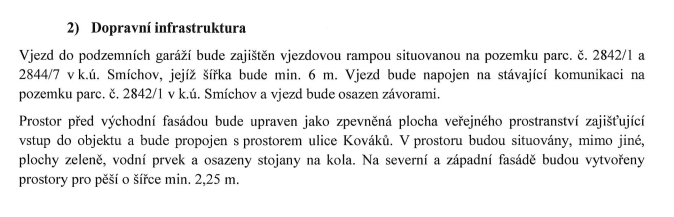 2) Dopravní infrastruktura
Vjezd do podzemních garáží bude zajištěn vjezdovou rampou situovanou na pozemku parc. č. 2842/1 a
2844/7 v k.ú. Smíchov, jejíž šířka bude min. 6 m. Vjezd bude napojen na stávající komunikaci na
pozemku parc. č. 2842/1 v k.ú. Smíchov a vjezd bude osazen závorami.
Prostor před východní fasádou bude upraven jako zpevněná plocha veřejného prostranství zajišťující
vstup do objektu a bude propojen s prostorem ulice Kováků. V prostoru budou situovány, mimo jiné,
plochy zeleně, vodní prvek a osazeny stojany na kola. Na severní a západní fasádě budou vytvořeny
prostory pro pěší o šířce min. 2,25 m.